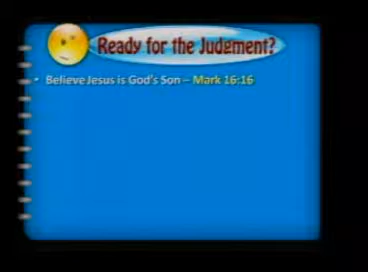 Ready for the Judgment?
• Believe Jesus is God's Son – Mark 16:16